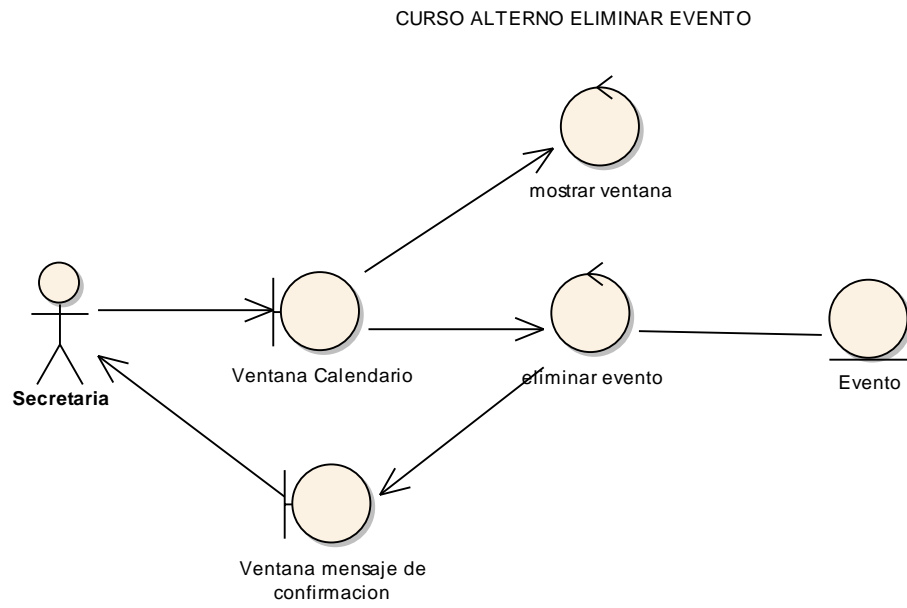 CURSO ALTERNO ELIMINAR EVENTO
mostrar ventana
Ventana Calendario
eliminar evento
Evento
Secretaria
Ventana mensaje de
confirmacion